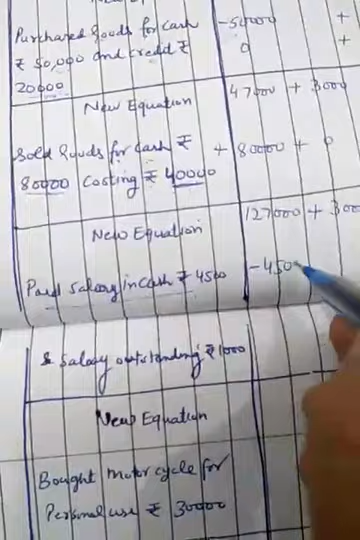 Purchased Goods for Cash -50000 +
₹ 50,000 and credit ₹ 0 +
20000
New Equation 47000 + 3000
Sold Goods for Cash ₹ + 80000 + 0
80000 Costing ₹ 40000
New Equation 127000 + 300
Paid salary in cash ₹ 4500 -450
& Salary outstanding ₹ 1000
New Equation
Bought Motor cycle for
Personal use ₹ 30000